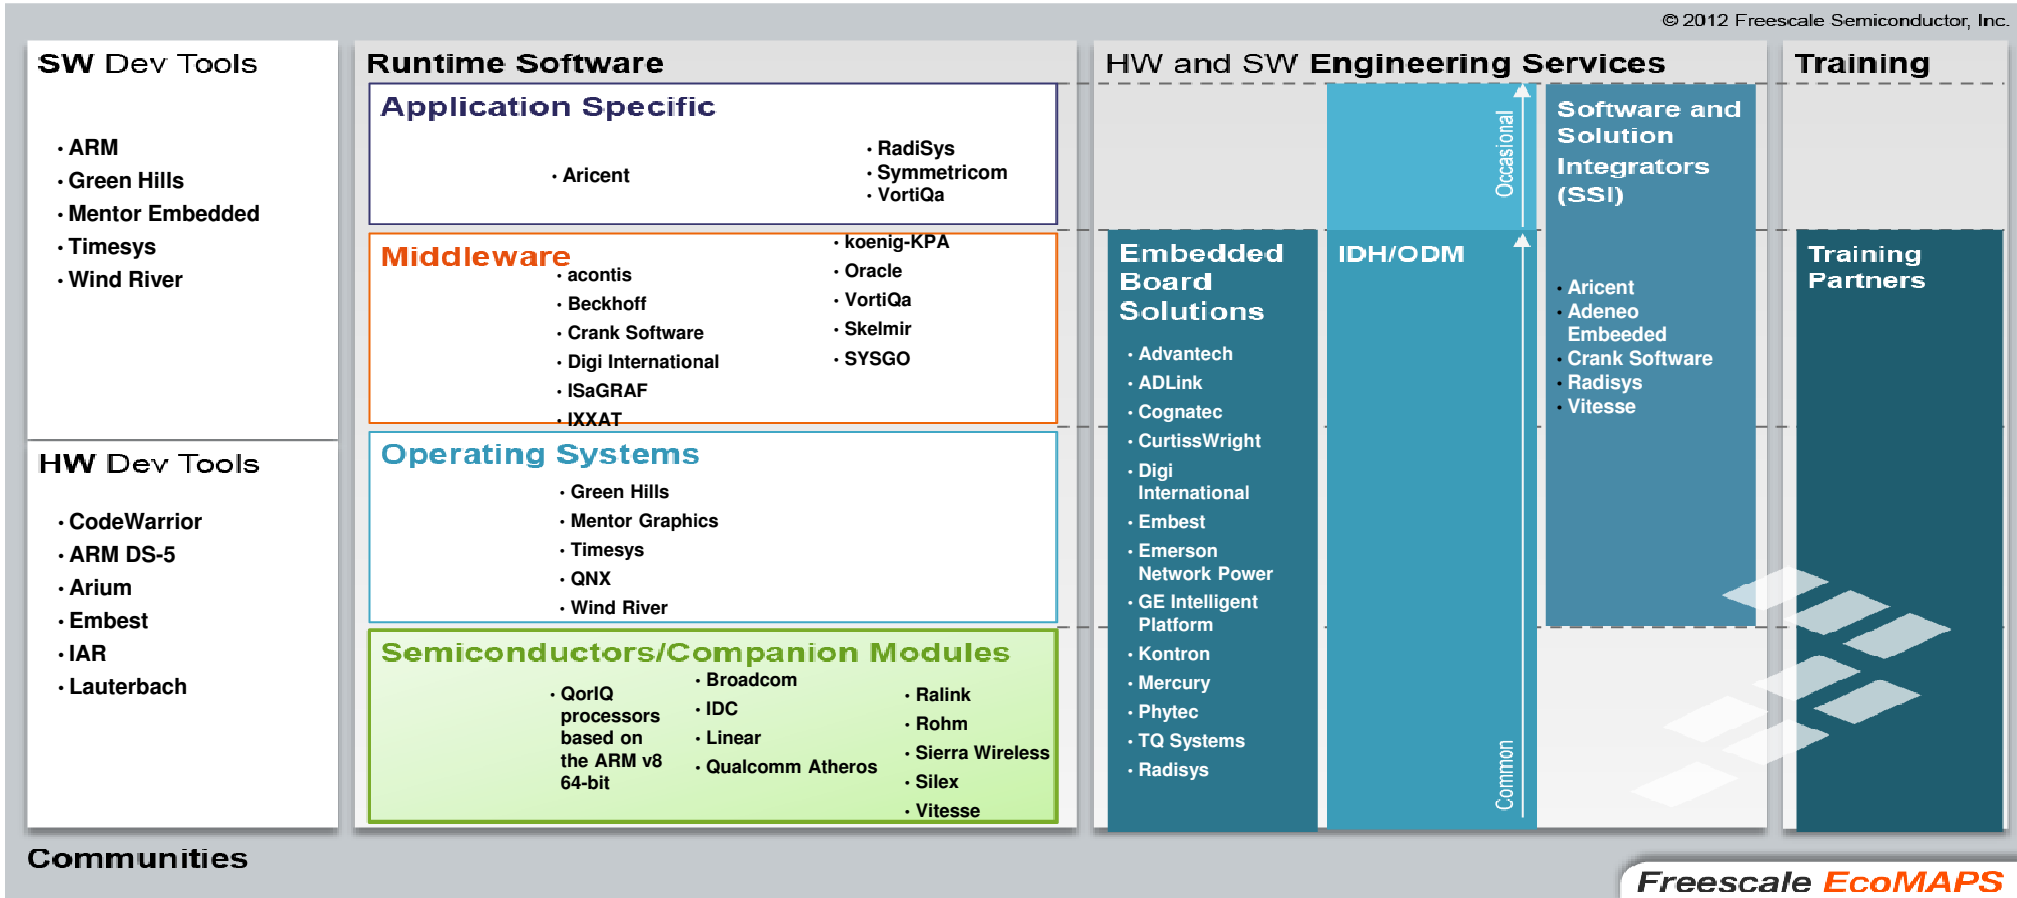 © 2012 Freescale Semiconductor, Inc.
SW Dev Tools
· ARM
· Green Hills
· Mentor Embedded
· Timesys
· Wind River
HW Dev Tools
· CodeWarrior
· ARM DS-5
· Arium
· Embest
· IAR
· Lauterbach
Runtime Software
Application Specific
· Aricent
· RadiSys
· Symmetricom
· VortiQa
Middleware
· acontis
· Beckhoff
· Crank Software
· Digi International
· ISaGRAF
· IXXAT
· koenig-KPA
· Oracle
· VortiQa
· Skelmir
· SYSGO
Operating Systems
· Green Hills
· Mentor Graphics
· Timesys
· QNX
· Wind River
Semiconductors/Companion Modules
· QorIQ
processors
based on
the ARM v8
64-bit
· Broadcom
· IDC
· Linear
· Qualcomm Atheros
· Ralink
· Rohm
· Sierra Wireless
· Silex
· Vitesse
HW and SW Engineering Services
Embedded
Board
Solutions
· Advantech
· ADLink
· Cognatec
· CurtissWright
· Digi
International
· Embest
· Emerson
Network Power
· GE Intelligent
Platform
· Kontron
· Mercury
· Phytec
· TQ Systems
· Radisys
IDH/ODM
Occasional
Common
Software and
Solution
Integrators
(SSI)
· Aricent
· Adeneo
Embeeded
· Crank Software
· Radisys
· Vitesse
Training
Training
Partners
Communities
Freescale EcoMAPS